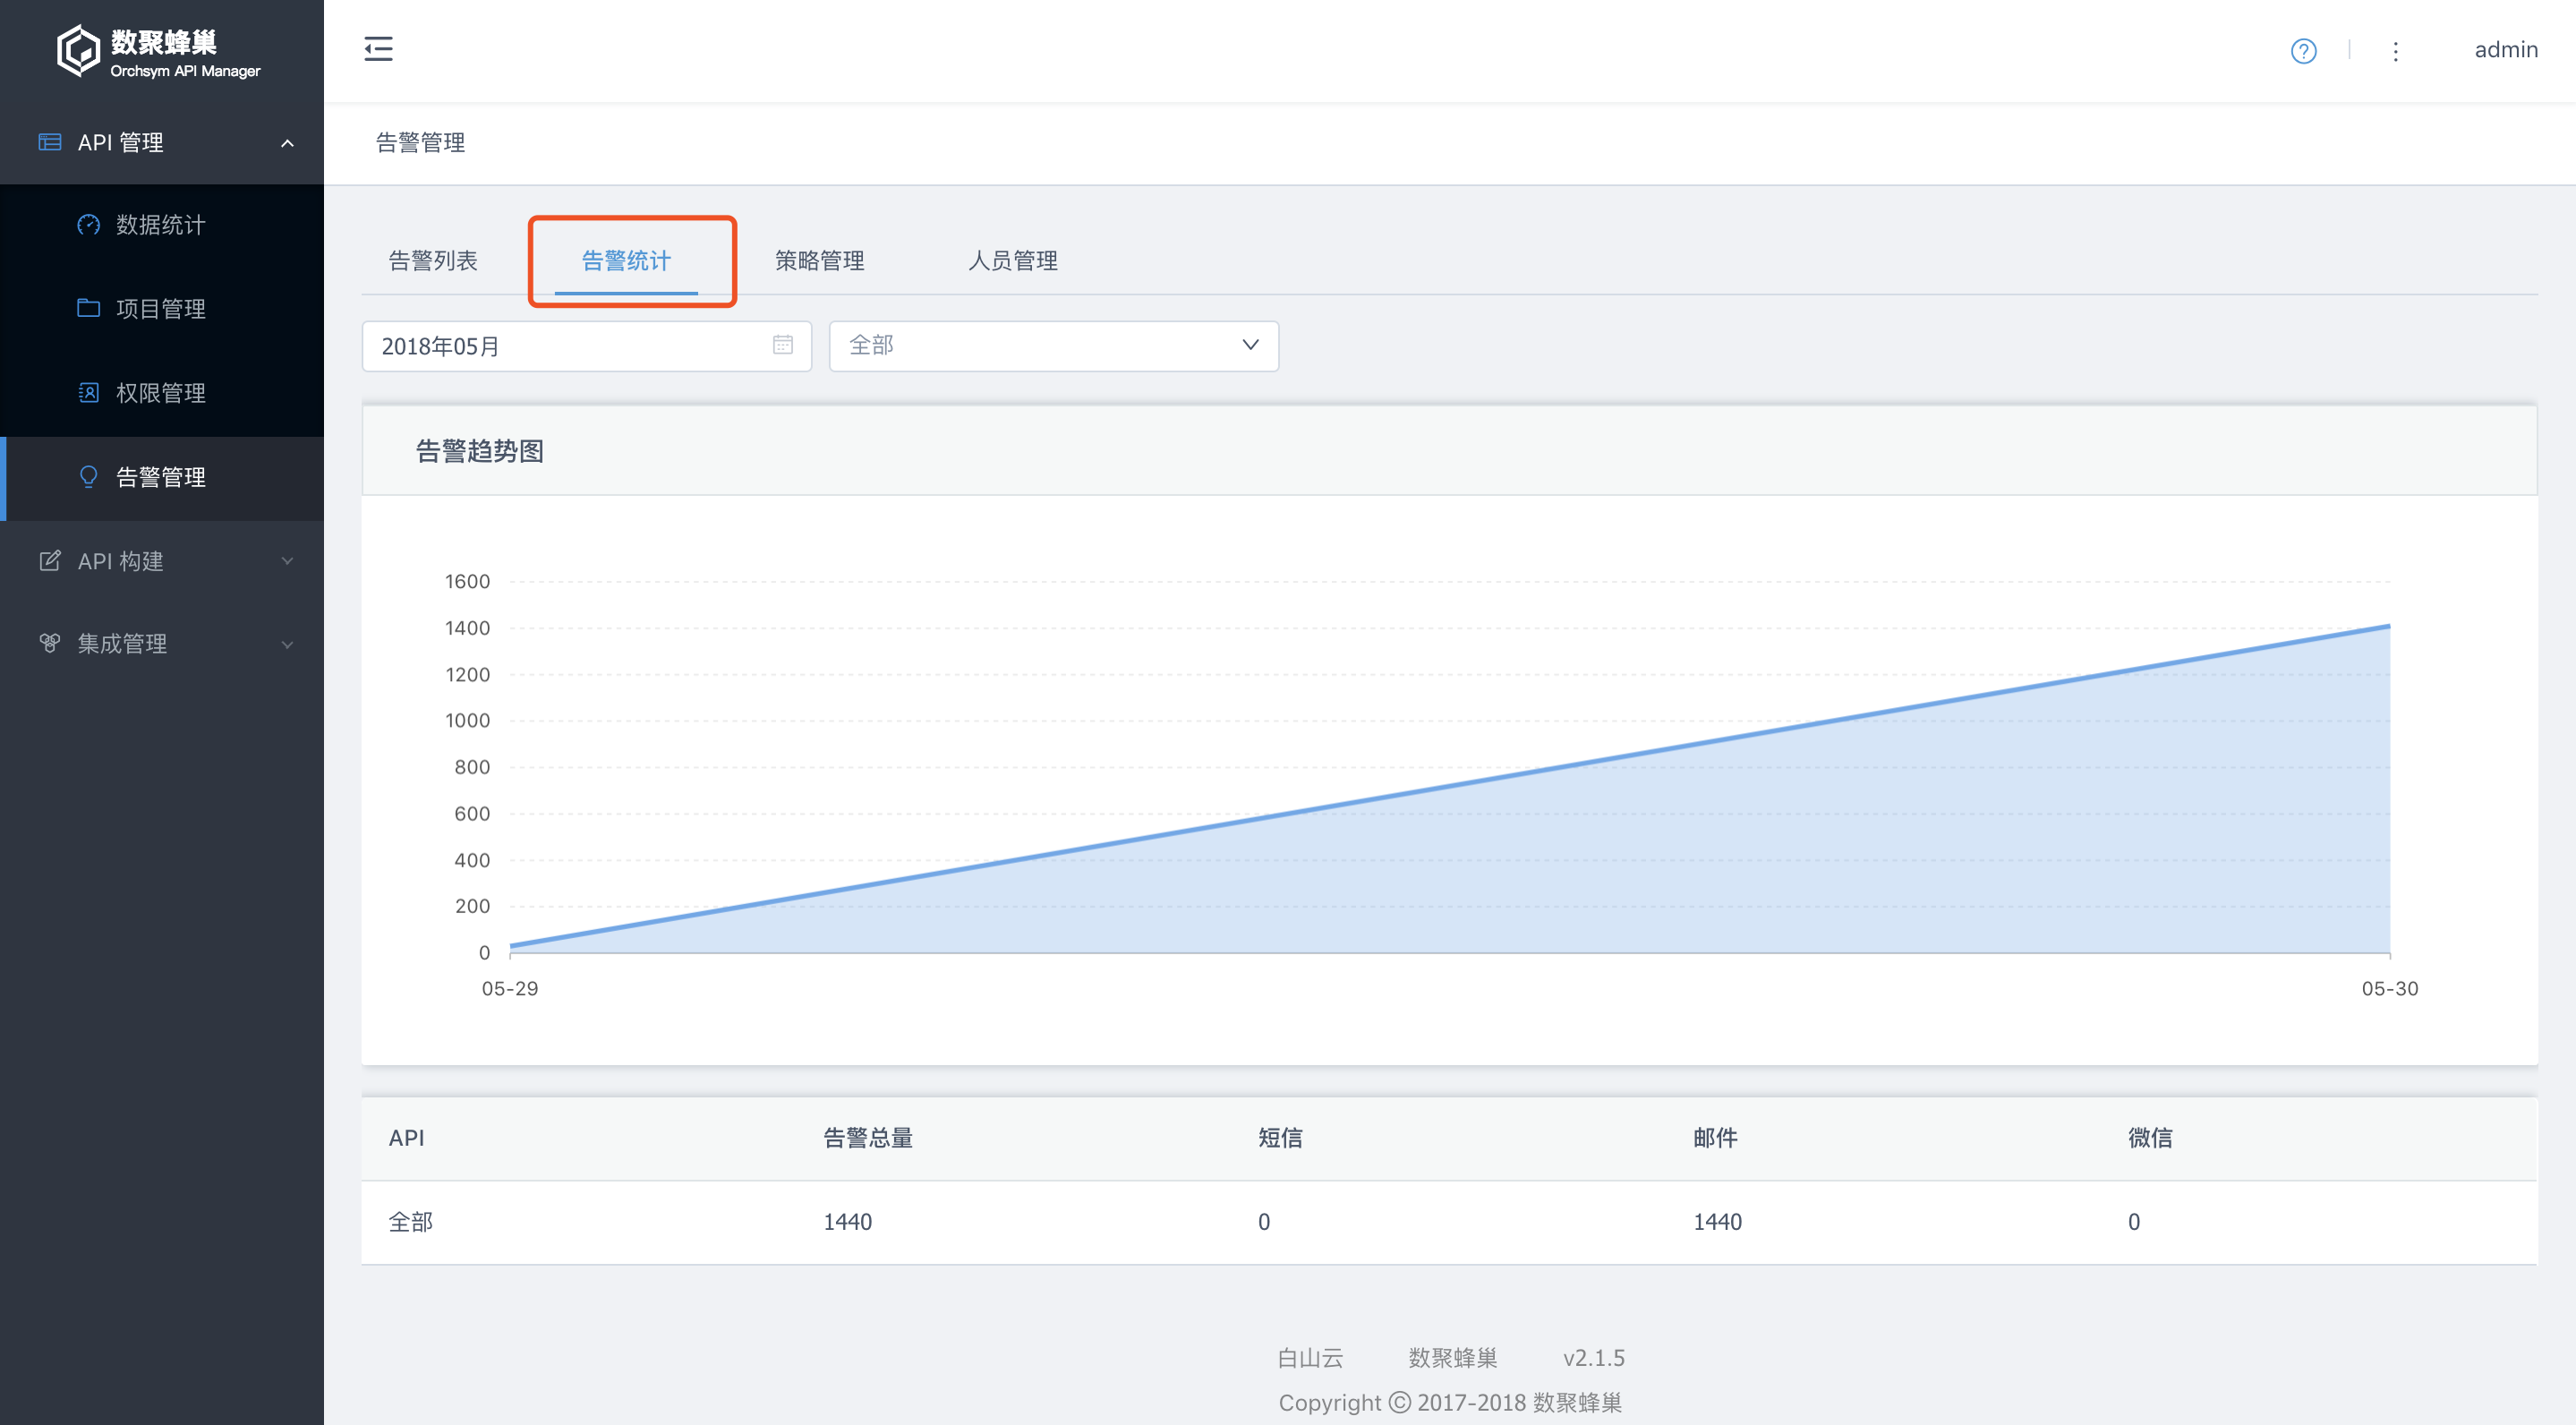 数聚蜂巢
Orchsym API Manager
admin
API 管理
数据统计
项目管理
权限管理
告警管理
API 构建
集成管理
告警管理
告警列表 告警统计 策略管理 人员管理
2018年05月 全部
告警趋势图
1600
1400
1200
1000
800
600
400
200
0
05-29 05-30
API 告警总量 短信 邮件 微信
全部 1440 0 1440 0
白山云 数聚蜂巢 v2.1.5
Copyright © 2017-2018 数聚蜂巢